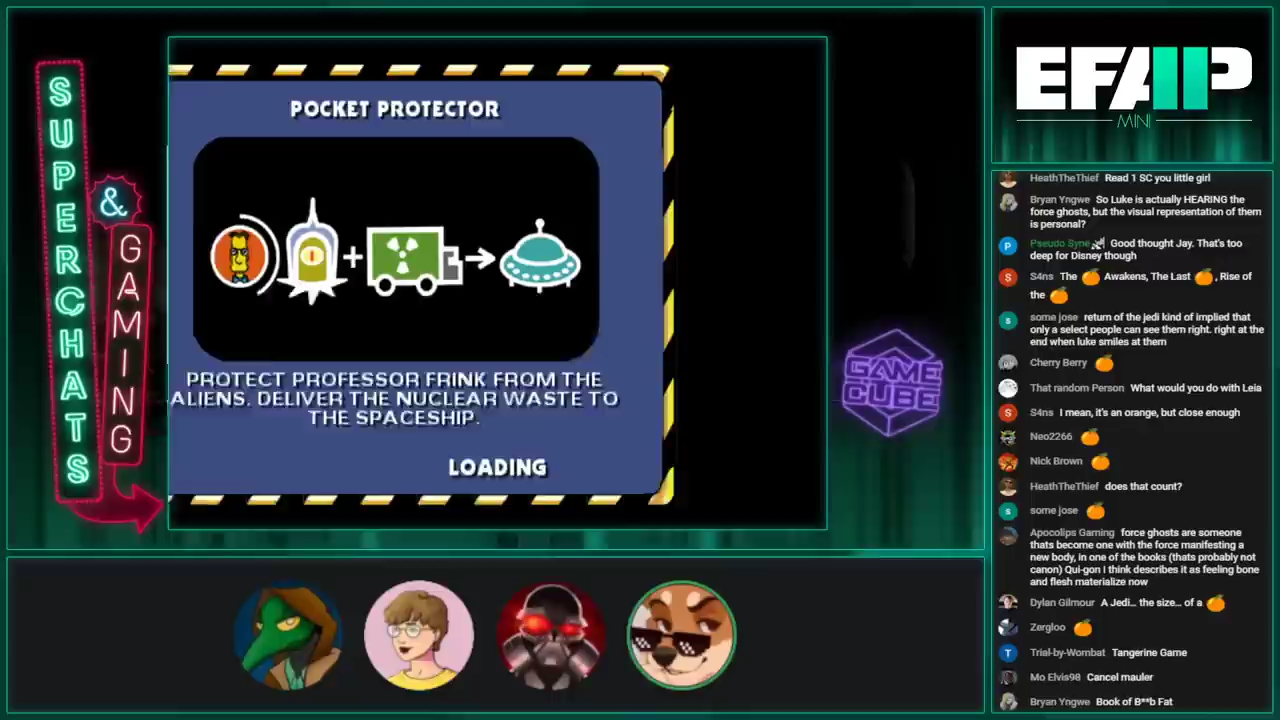 SUPERCHATS
&
GAMING
POCKET PROTECTOR
PROTECT PROFESSOR FRINK FROM THE
ALIENS. DELIVER THE NUCLEAR WASTE TO
THE SPACESHIP.
LOADING
GAME
CUBE
EFAP
MINI
HeathTheThief Read 1 SC you little girl
Bryan Yngwe So Luke is actually HEARING the
force ghosts, but the visual representation of them
is personal?
Pseudo Syne Good thought Jay. That's too
deep for Disney though
S4ns The 🍊 Awakens, The Last 🍊, Rise of
the 🍊
some jose return of the jedi kind of implied that
only a select people can see them right. right at the
end when luke smiles at them
Cherry Berry 🍊
That random Person What would you do with Leia
S4ns I mean, it's an orange, but close enough
Neo2266 🍊
Nick Brown 🍊
HeathTheThief does that count?
some jose 🍊
Apocolips Gaming force ghosts are someone
thats become one with the force manifesting a
new body, in one of the books (thats probably not
canon) Qui-gon I think describes it as feeling bone
and flesh materialize now
Dylan Gilmour A Jedi... the size... of a 🍊
Zergloo 🍊
Trial-by-Wombat Tangerine Game
Mo Elvis98 Cancel mauler
Bryan Yngwe Book of B**b Fat